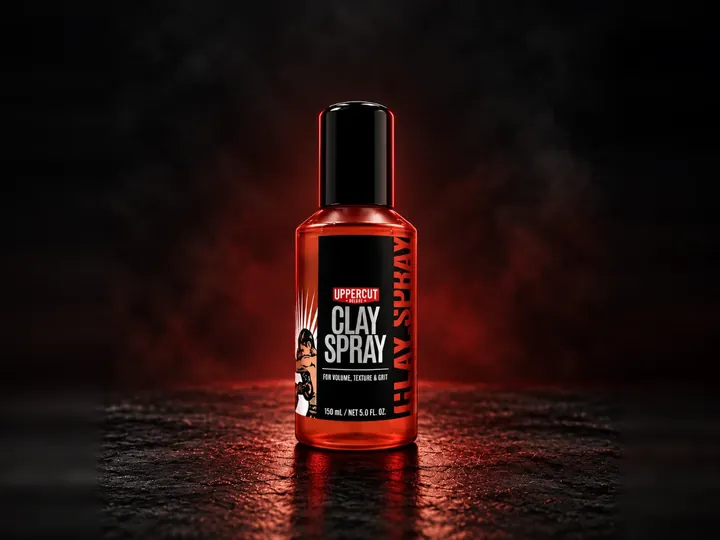 UPPERCUT
DELUXE
CLAY
SPRAY
FOR VOLUME, TEXTURE & GRIT
150 mL / NET 5.0 FL. OZ.
CLAY SPRAY